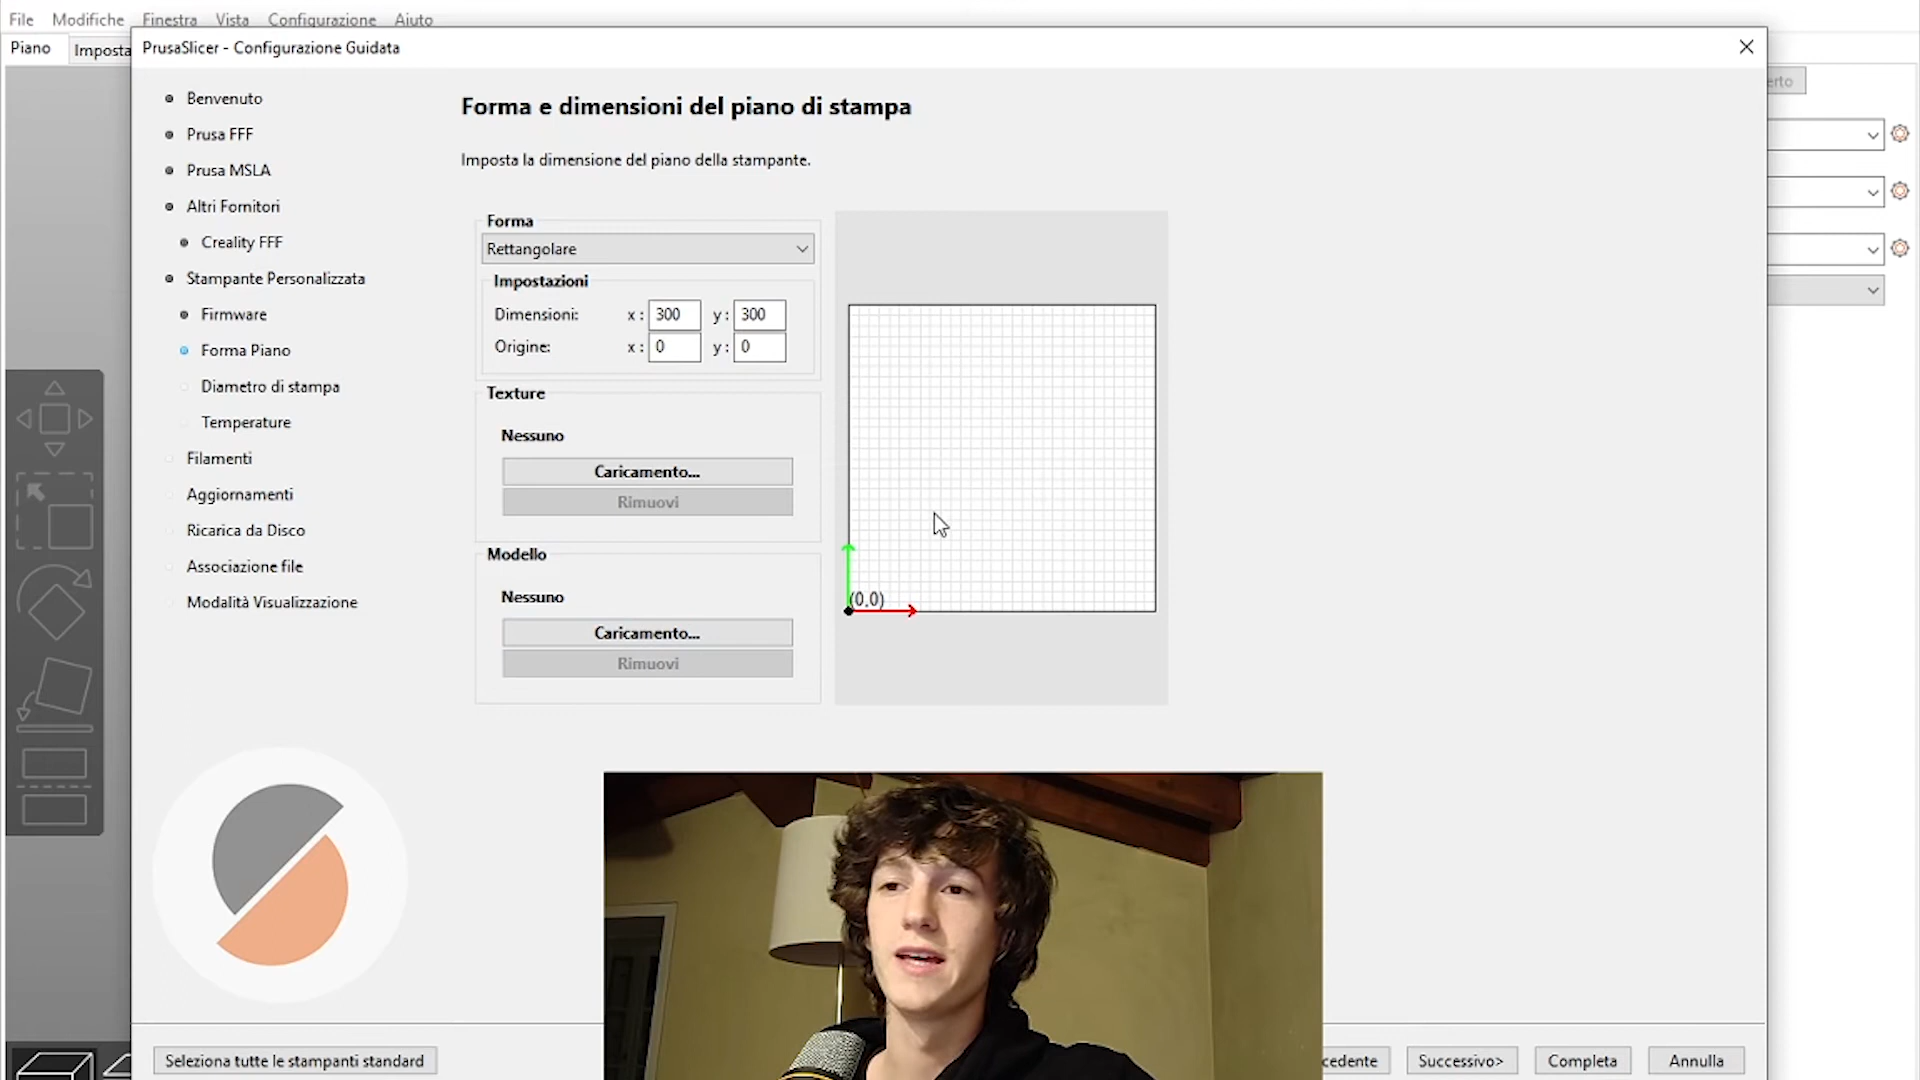 File Modifiche Finestra Vista Configurazione Aiuto
Piano
PrusaSlicer - Configurazione Guidata
Benvenuto
Prusa FFF
Prusa MSLA
Altri Fornitori
Creality FFF
Stampante Personalizzata
Firmware
Forma Piano
Diametro di stampa
Temperature
Filamenti
Aggiornamenti
Ricarica da Disco
Associazione file
Modalità Visualizzazione
Forma e dimensioni del piano di stampa
Imposta la dimensione del piano della stampante.
Forma
Rettangolare
Impostazioni
Dimensioni: x: 300 y: 300
Origine: x: 0 y: 0
Texture
Nessuno
Caricamento...
Rimuovi
Modello
Nessuno
Caricamento...
Rimuovi
(0,0)
Seleziona tutte le stampanti standard
Successivo>
Completa
Annulla